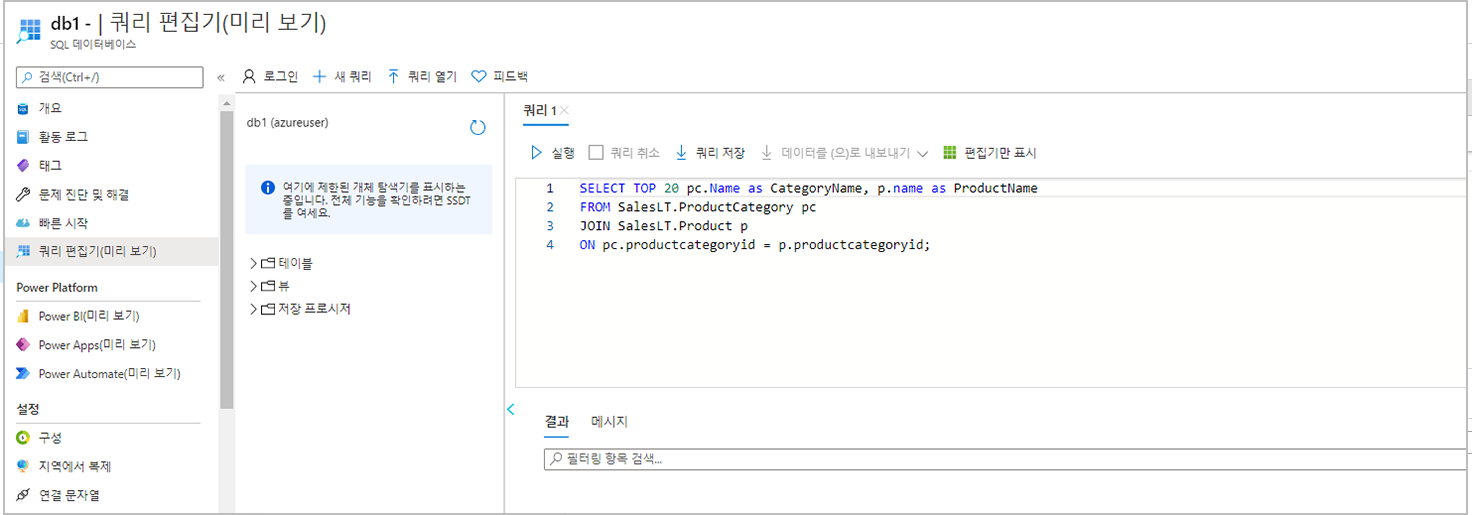 db1 - | 쿼리 편집기(미리 보기)
SQL 데이터베이스
검색(Ctrl+/)
«
로그인
새 쿼리
쿼리 열기
피드백
개요
활동 로그
태그
문제 진단 및 해결
빠른 시작
쿼리 편집기(미리 보기)
Power Platform
Power BI(미리 보기)
Power Apps(미리 보기)
Power Automate(미리 보기)
설정
구성
지역에서 복제
연결 문자열
db1 (azureuser)
여기에 제한된 개체 탐색기를 표시하는
중입니다. 전체 기능을 확인하려면 SSDT
를 여세요.
테이블
뷰
저장 프로시저
쿼리 1
실행
쿼리 취소
쿼리 저장
데이터를 (으)로 내보내기
편집기만 표시
1 SELECT TOP 20 pc.Name as CategoryName, p.name as ProductName
2 FROM SalesLT.ProductCategory pc
3 JOIN SalesLT.Product p
4 ON pc.productcategoryid = p.productcategoryid;
결과
메시지
필터링 항목 검색...